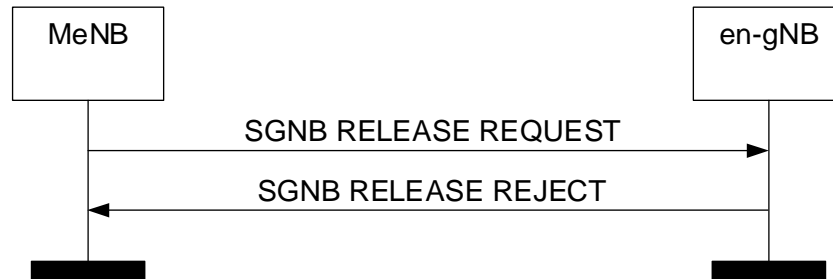 MeNB
en-gNB
SGNB RELEASE REQUEST
SGNB RELEASE REJECT